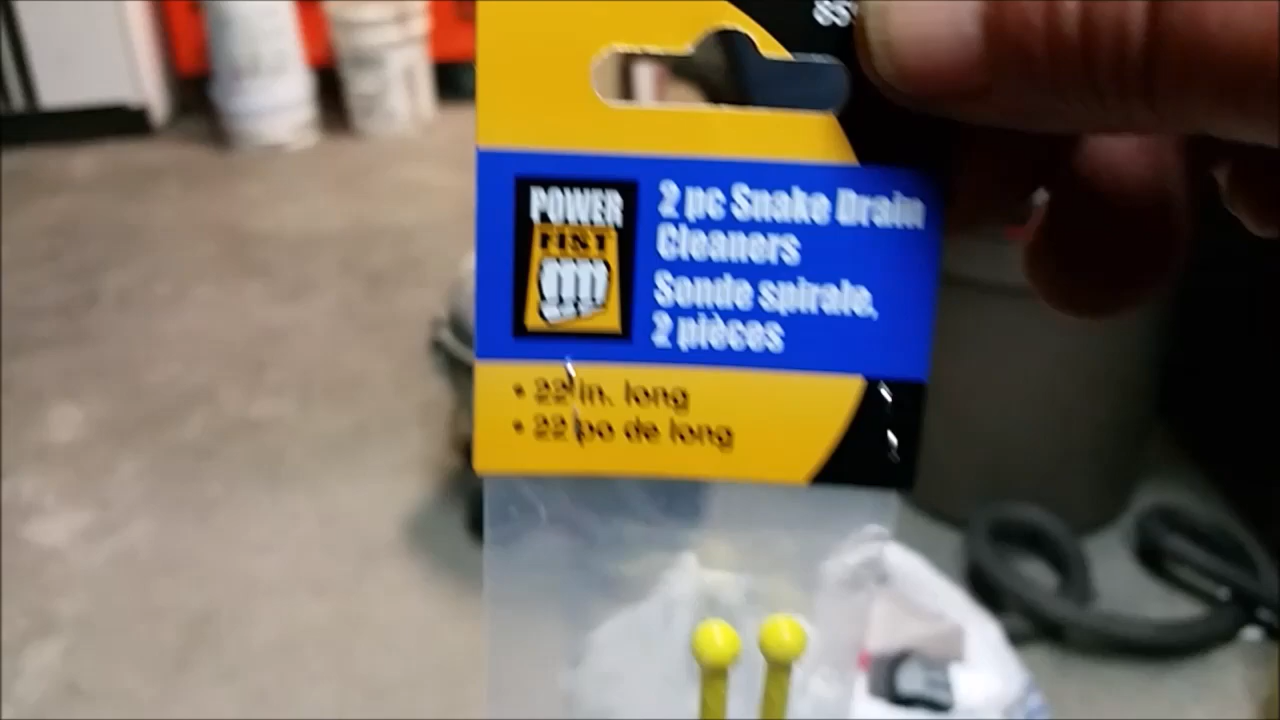 POWER
FIST
2 pc Snake Drain
Cleaners
Sonde spirale,
2 pièces
• 22 in. long
• 22 po de long